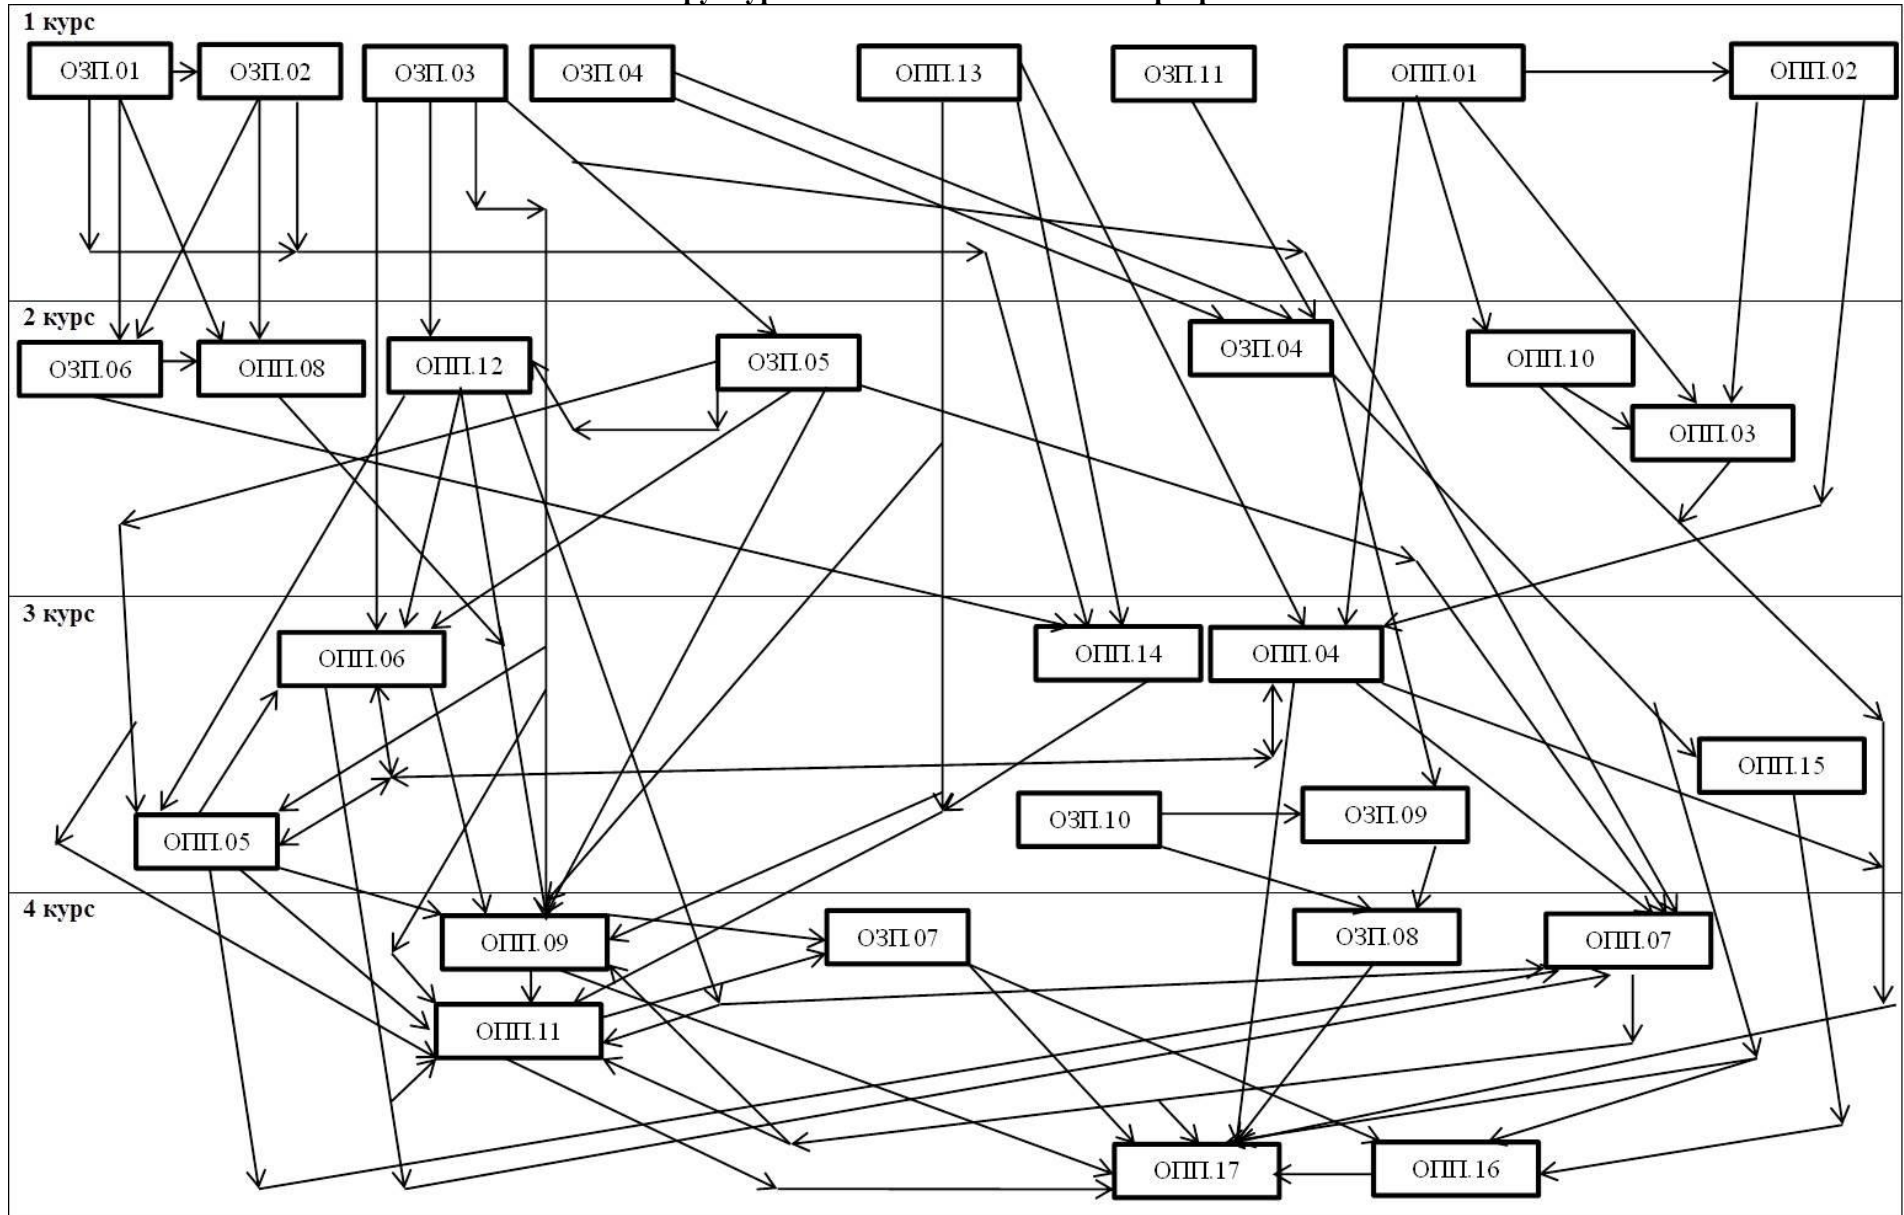 1 курс
ОЗП.01 ОЗП.02 ОЗП.03 ОЗП.04 ОПП.13 ОЗП.11 ОПП.01 ОПП.02
2 курс
ОЗП.06 ОПП.08 ОПП.12 ОЗП.05 ОЗП.04 ОПП.10
ОПП.03
3 курс
ОПП.06 ОПП.14 ОПП.04
ОПП.15
ОПП.05 ОЗП.10 ОЗП.09
4 курс
ОПП.09 ОЗП.07 ОЗП.08 ОПП.07
ОПП.11
ОПП.17 ОПП.16